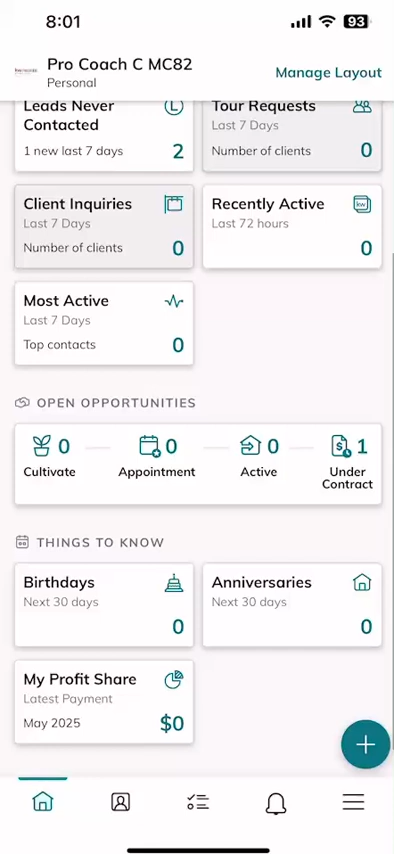 8:01
93
Pro Coach C MC82
Personal
Manage Layout
Leads Never
Contacted
1 new last 7 days
2
Tour Requests
Last 7 Days
Number of clients
0
Client Inquiries
Last 7 Days
Number of clients
0
Recently Active
Last 72 hours
0
kw
Most Active
Last 7 Days
Top contacts
0
OPEN OPPORTUNITIES
0
Cultivate
0
Appointment
0
Active
1
Under
Contract
THINGS TO KNOW
Birthdays
Next 30 days
0
Anniversaries
Next 30 days
0
My Profit Share
Latest Payment
May 2025
$0